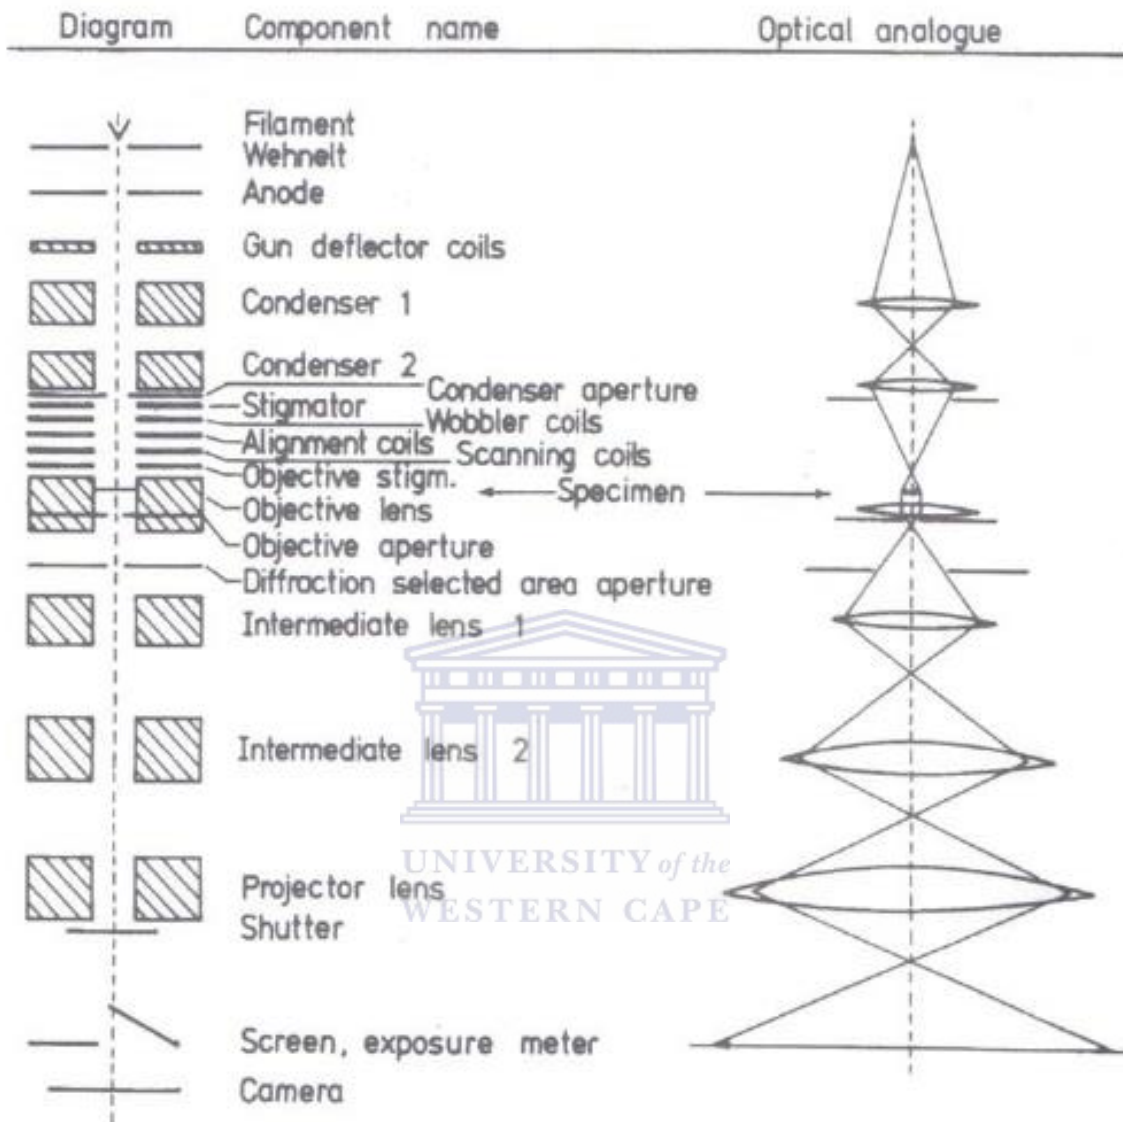 Diagram Component name Optical analogue
Filament
Wehnelt
Anode
Gun deflector coils
Condenser 1
Condenser 2
Condenser aperture
Stigmator
Wobbler coils
Alignment coils
Scanning coils
Objective stigm.
Specimen
Objective lens
Objective aperture
Diffraction selected area aperture
Intermediate lens 1
Intermediate lens 2
UNIVERSITY of the
Projector lens
WESTERN CAPE
Shutter
Screen, exposure meter
Camera